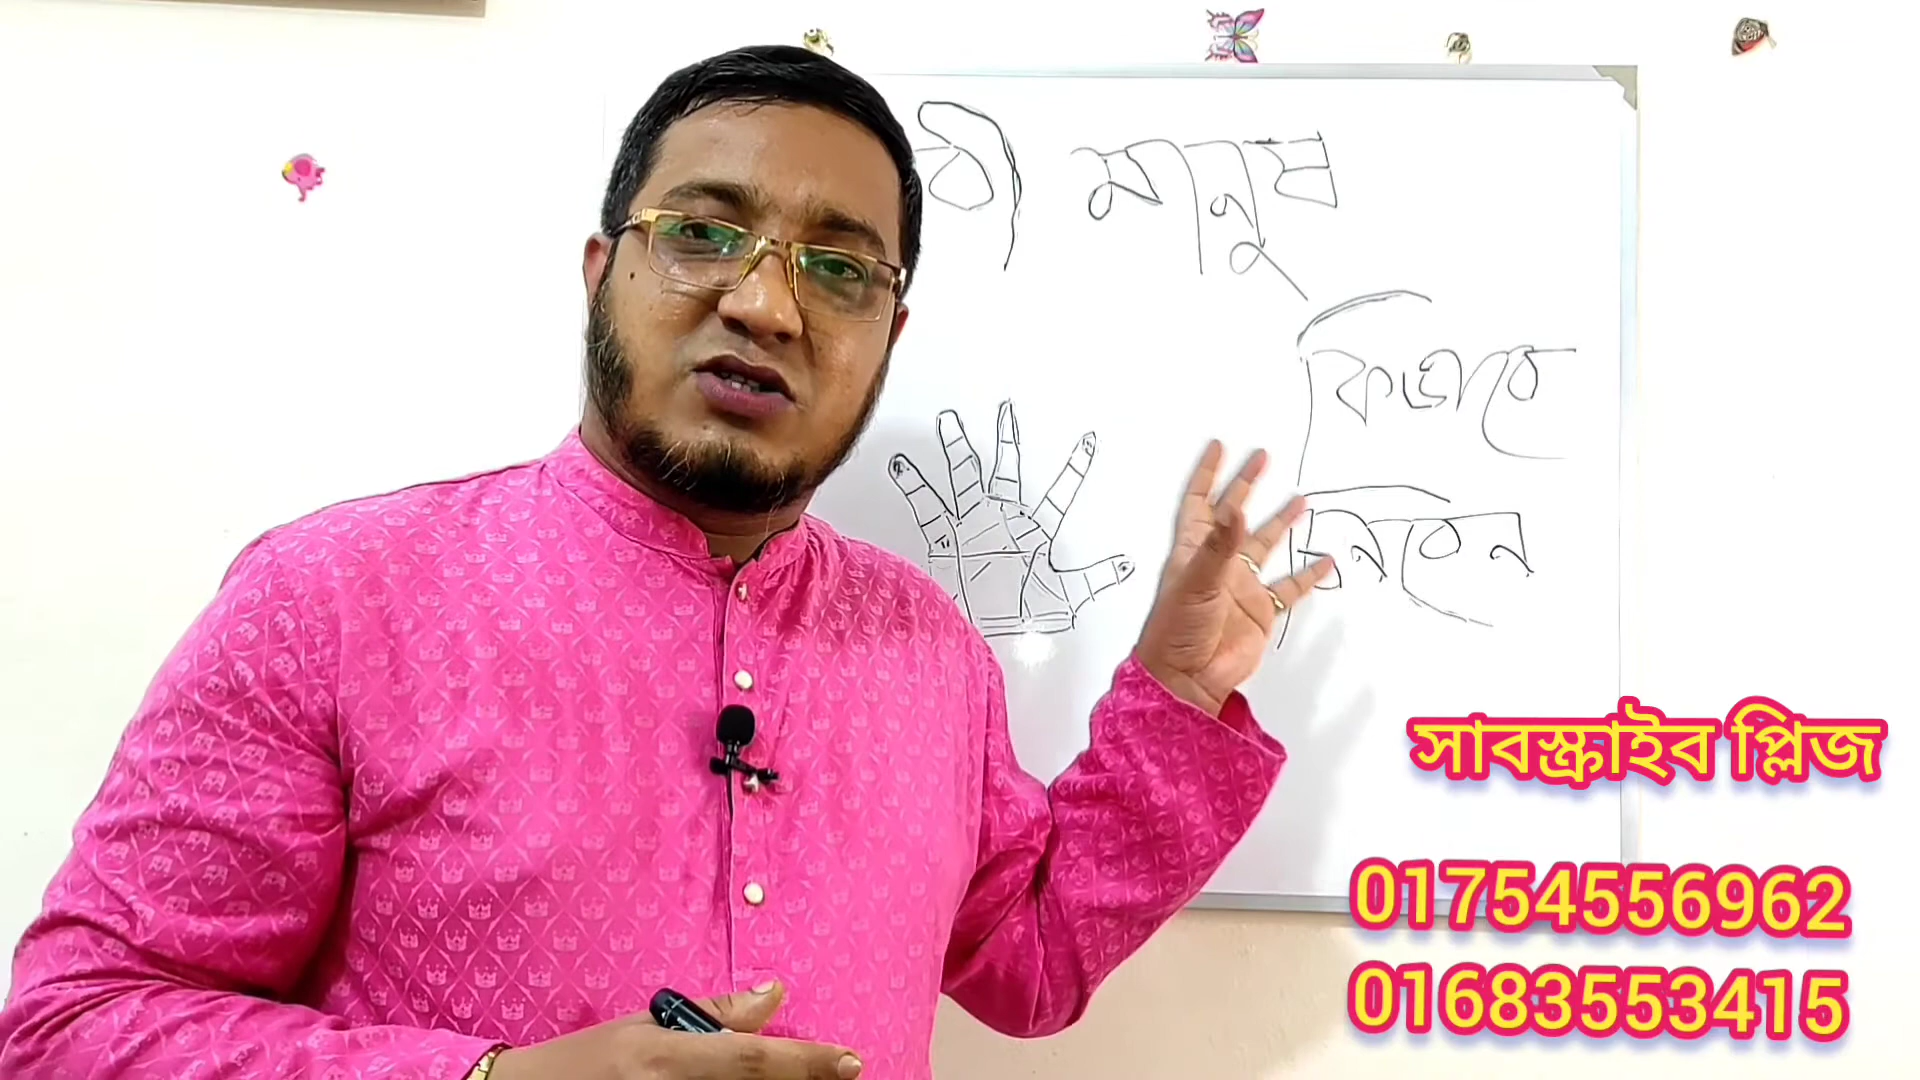 মানুষ
কিভাবে
চিনবেন
সাবস্ক্রাইব প্লিজ
01754556962
01683553415